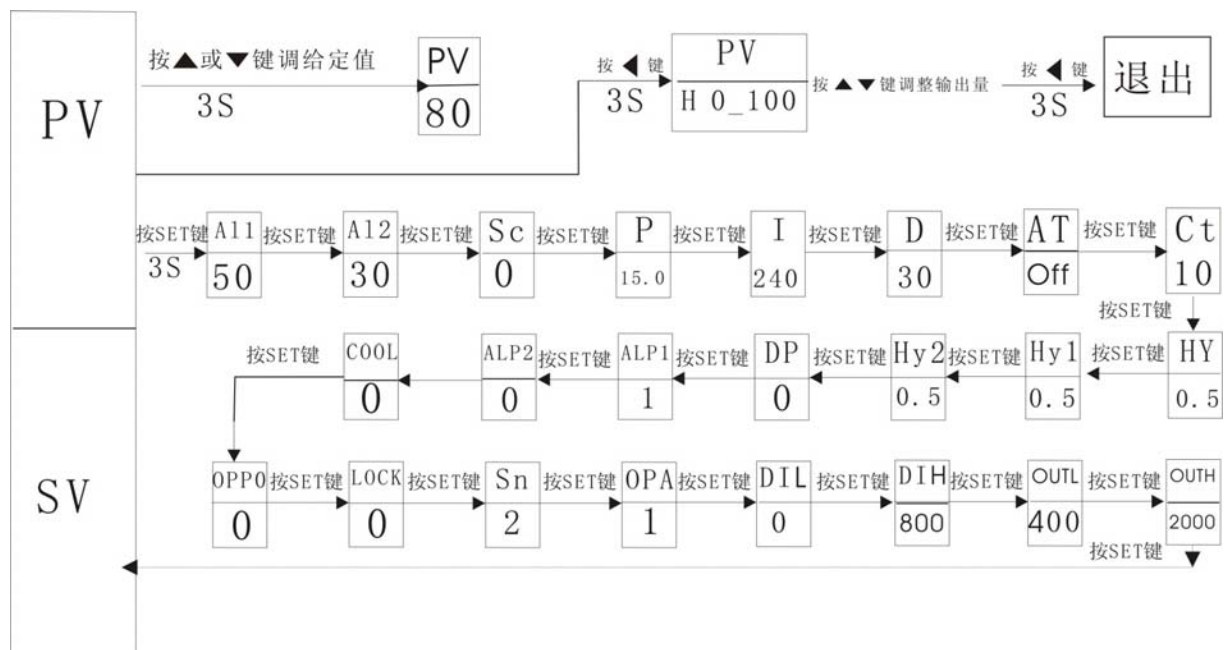 PV
按▲或▼键调给定值
3S
PV
80
按◀键
3S
PV
H 0_100
按▲▼键调整输出量
按◀键
3S
退出
按SET键
3S
Al1
50
按SET键
Al2
30
按SET键
Sc
0
按SET键
P
15.0
按SET键
I
240
按SET键
D
30
按SET键
AT
Off
按SET键
Ct
10
按SET键
HY
0.5
按SET键
Hy1
0.5
按SET键
Hy2
0.5
按SET键
DP
0
按SET键
ALP1
1
按SET键
ALP2
0
COOL
0
按SET键
SV
OPPO
0
按SET键
LOCK
0
按SET键
Sn
2
按SET键
OPA
1
按SET键
DIL
0
按SET键
DIH
800
按SET键
OUTL
400
按SET键
OUTH
2000
按SET键